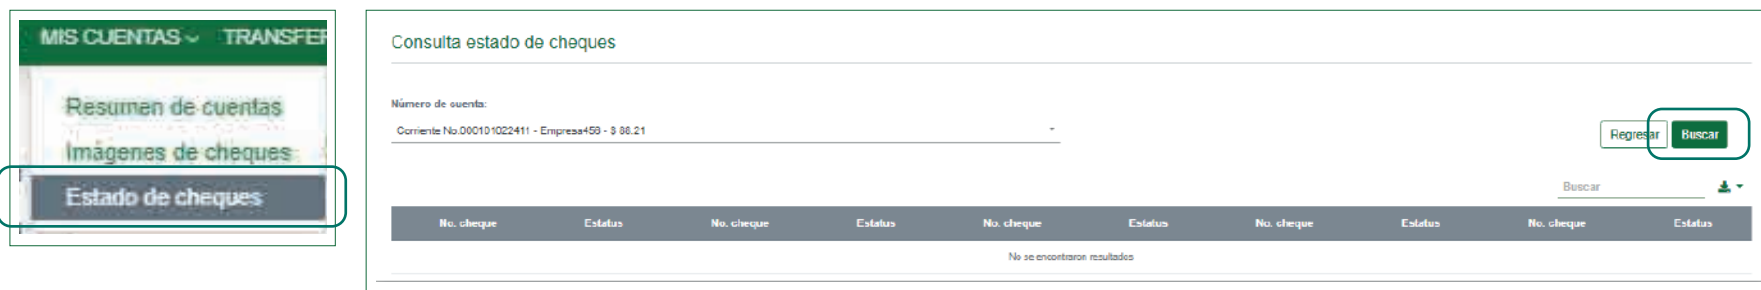 MIS CUENTAS TRANSFER
Resumen de cuentas
Imágenes de cheques
Estado de cheques
Consulta estado de cheques
Número de cuenta:
Corriente No.000101022411 - Empresa458 - $ 88.21
Regresar Buscar
Buscar
No. cheque Estatus No. cheque Estatus No. cheque Estatus No. cheque Estatus No. cheque Estatus
No se encontraron resultados